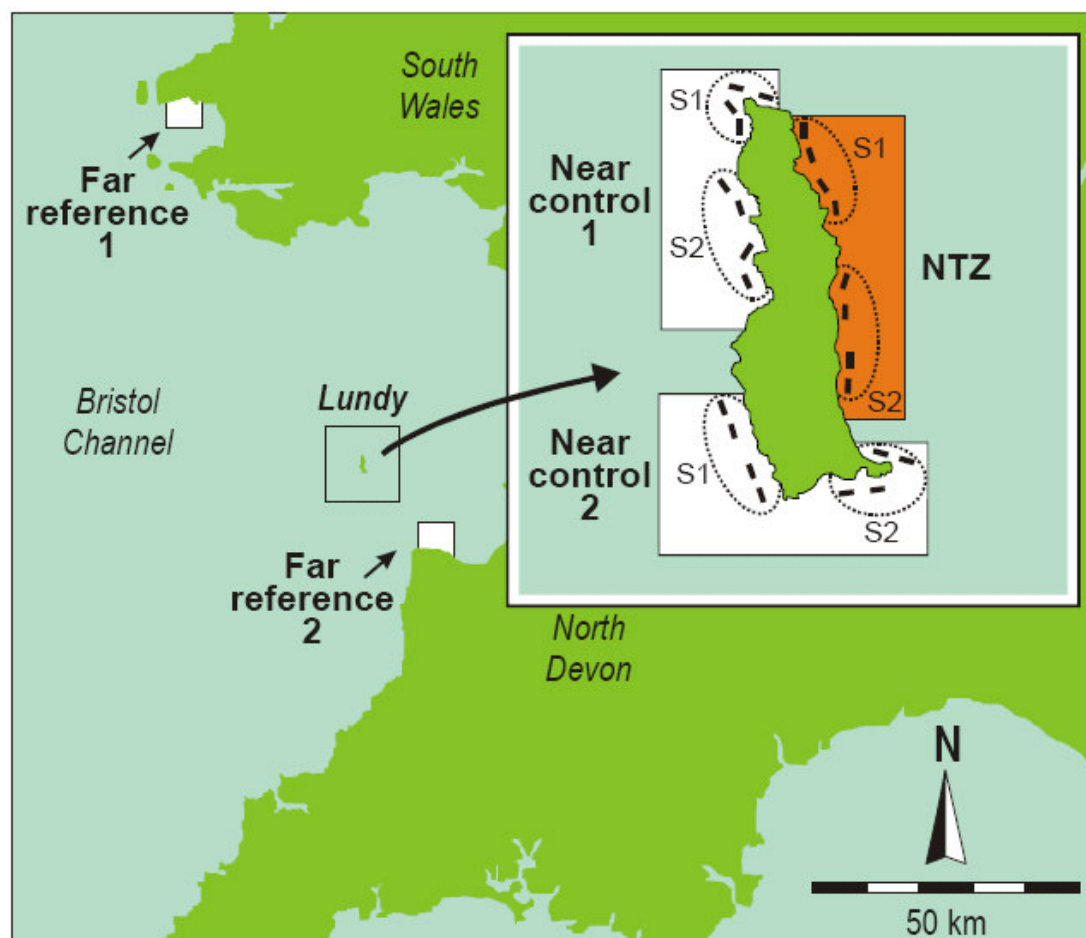 South
Wales
Far
reference
1
Bristol
Channel
Lundy
Far
reference
2
North
Devon
Near
control
1
S1
S2
S1
NTZ
S2
Near
control
2
S1
S2
N
50 km